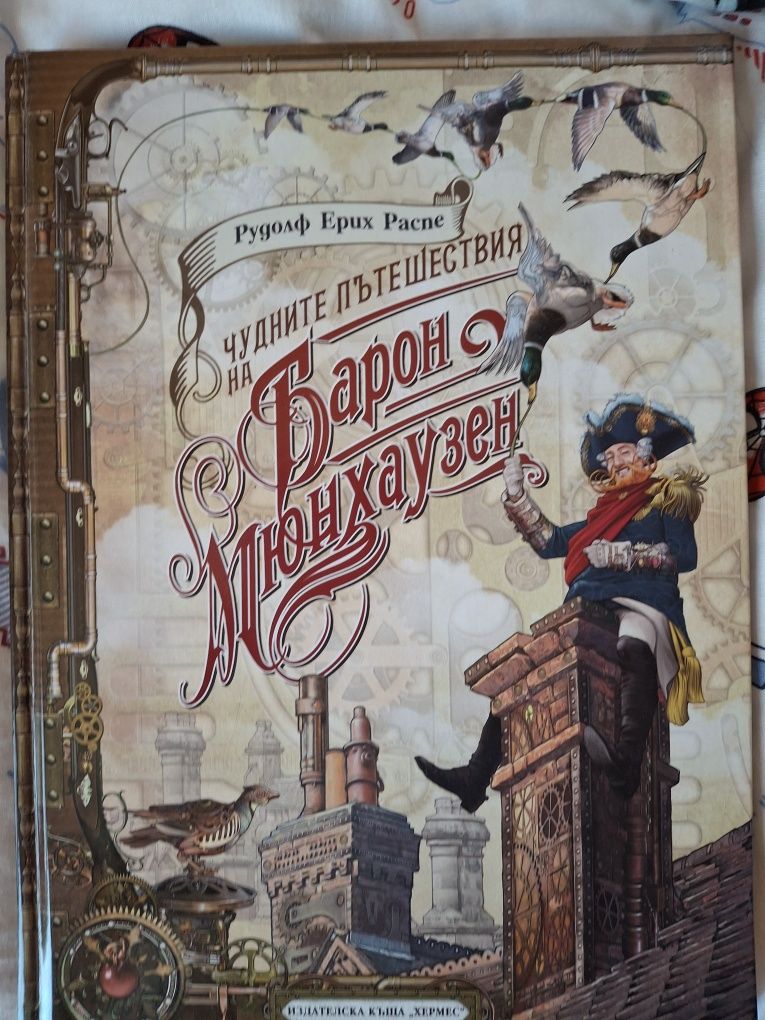 Рудолф Ерих Распе
ЧУДНИТЕ ПЪТЕШЕСТВИЯ
НА
Барон
Мюнхаузен
ИЗДАТЕЛСКА КЪЩА „ХЕРМЕС“